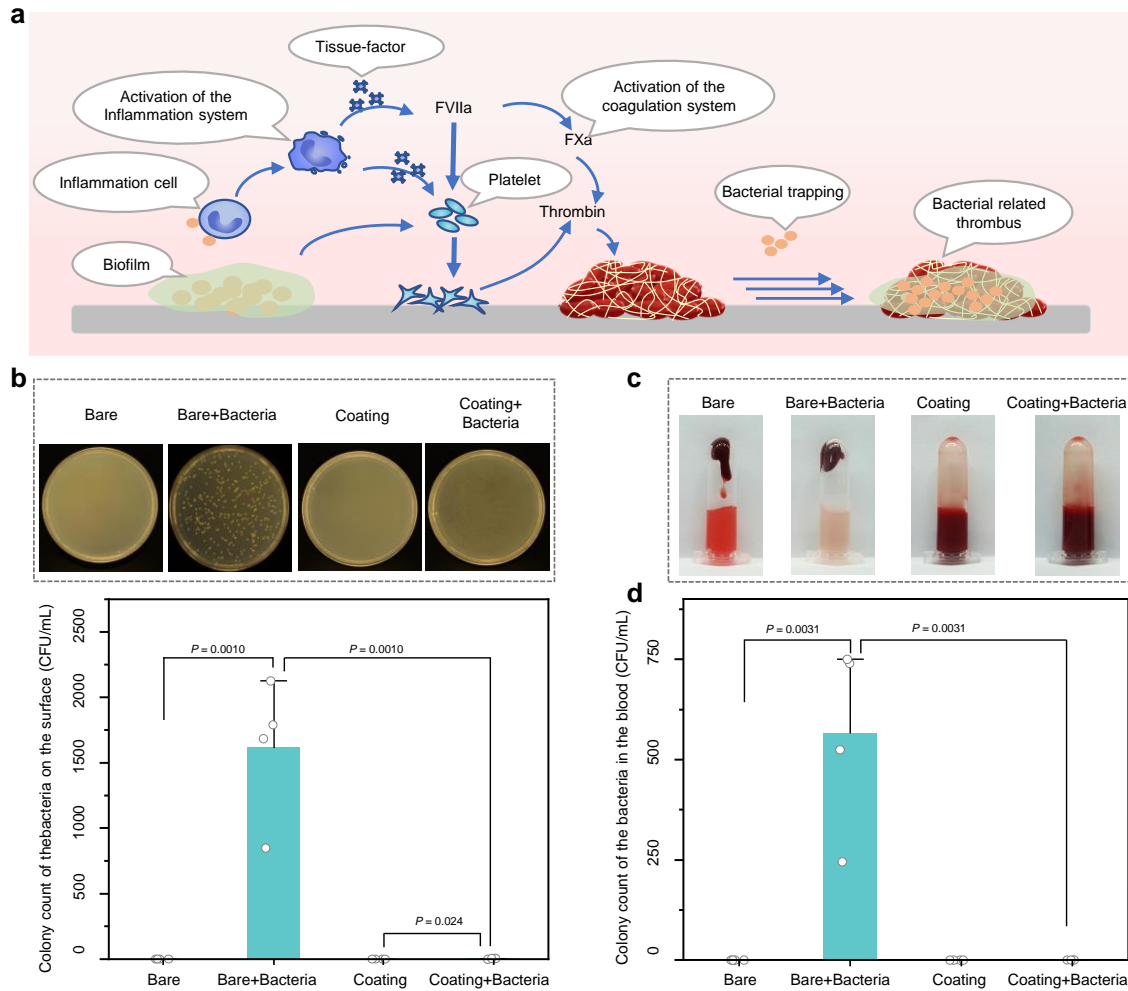 a
Tissue-factor
Activation of the
Inflammation system
FVIIa
Activation of the
coagulation system
FXa
Inflammation cell
Platelet
Bacterial trapping
Bacterial related
thrombus
Thrombin
Biofilm
b
Bare
Bare+Bacteria
Coating
Coating+
Bacteria
Colony count of thebacteria on the surface (CFU/mL)
2500
2000
1500
1000
500
0
P = 0.0010
P = 0.0010
P = 0.024
Bare
Bare+Bacteria
Coating
Coating+Bacteria
c
Bare
Bare+Bacteria
Coating
Coating+Bacteria
d
Colony count of the bacteria in the blood (CFU/mL)
750
500
250
0
P = 0.0031
P = 0.0031
Bare
Bare+Bacteria
Coating
Coating+Bacteria